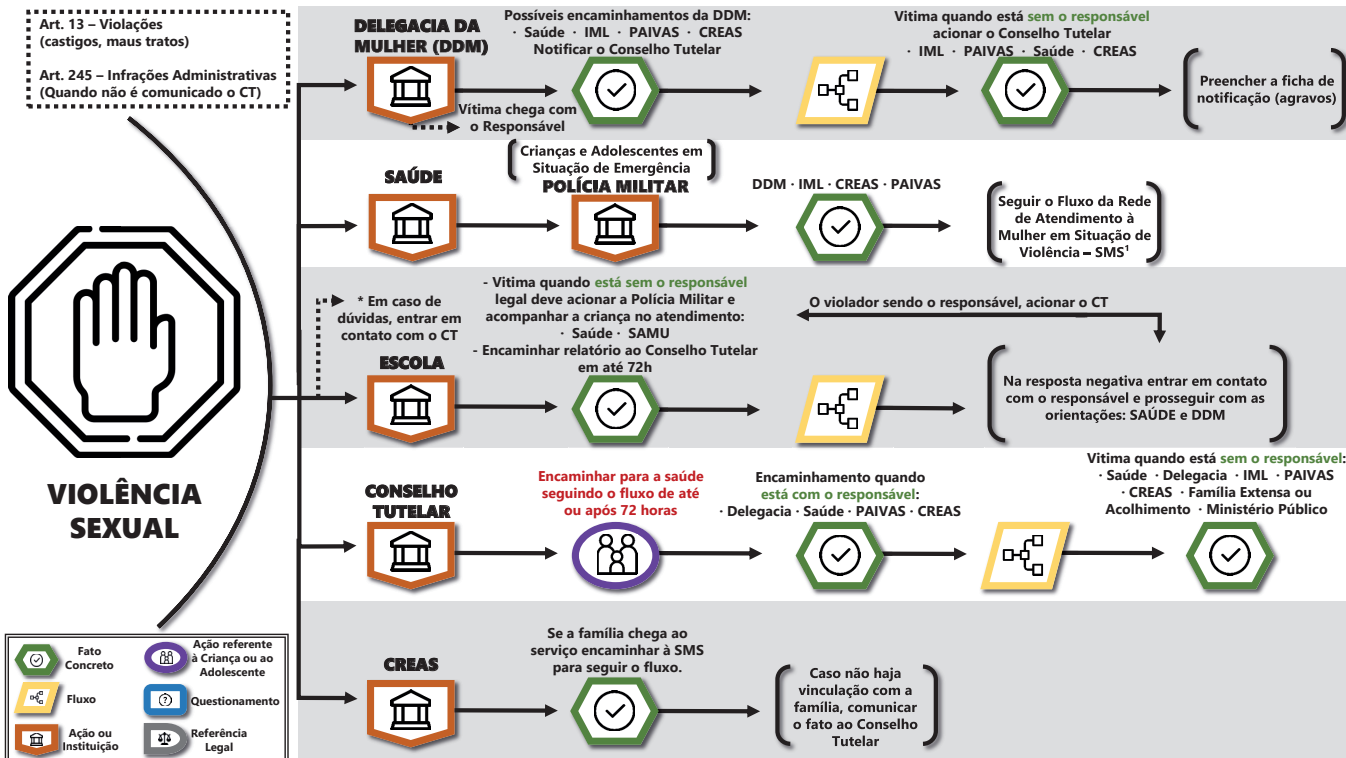 Art. 13 – Violações
(castigos, maus tratos)
Art. 245 – Infrações Administrativas
(Quando não é comunicado o CT)
VIOLÊNCIA
SEXUAL
DELEGACIA DA
MULHER (DDM)
Vítima chega com
o Responsável
Possíveis encaminhamentos da DDM:
· Saúde · IML · PAIVAS · CREAS
Notificar o Conselho Tutelar
Vitima quando está sem o responsável
acionar o Conselho Tutelar
· IML · PAIVAS · Saúde · CREAS
Preencher a ficha de
notificação (agravos)
SAÚDE
Crianças e Adolescentes em
Situação de Emergência
POLÍCIA MILITAR
DDM · IML · CREAS · PAIVAS
Seguir o Fluxo da Rede
de Atendimento à
Mulher em Situação de
Violência – SMS¹
* Em caso de
dúvidas, entrar em
contato com o CT
ESCOLA
- Vitima quando está sem o responsável
legal deve acionar a Polícia Militar e
acompanhar a criança no atendimento:
· Saúde · SAMU
- Encaminhar relatório ao Conselho Tutelar
em até 72h
O violador sendo o responsável, acionar o CT
Na resposta negativa entrar em contato
com o responsável e prosseguir com as
orientações: SAÚDE e DDM
CONSELHO
TUTELAR
Encaminhar para a saúde
seguindo o fluxo de até
ou após 72 horas
Encaminhamento quando
está com o responsável:
· Delegacia · Saúde · PAIVAS · CREAS
Vitima quando está sem o responsável:
· Saúde · Delegacia · IML · PAIVAS
· CREAS · Família Extensa ou
Acolhimento · Ministério Público
CREAS
Se a família chega ao
serviço encaminhar à SMS
para seguir o fluxo.
Caso não haja
vinculação com a
família, comunicar
o fato ao Conselho
Tutelar
Fato
Concreto
Ação referente
à Criança ou ao
Adolescente
Fluxo
Questionamento
Ação ou
Instituição
Referência
Legal